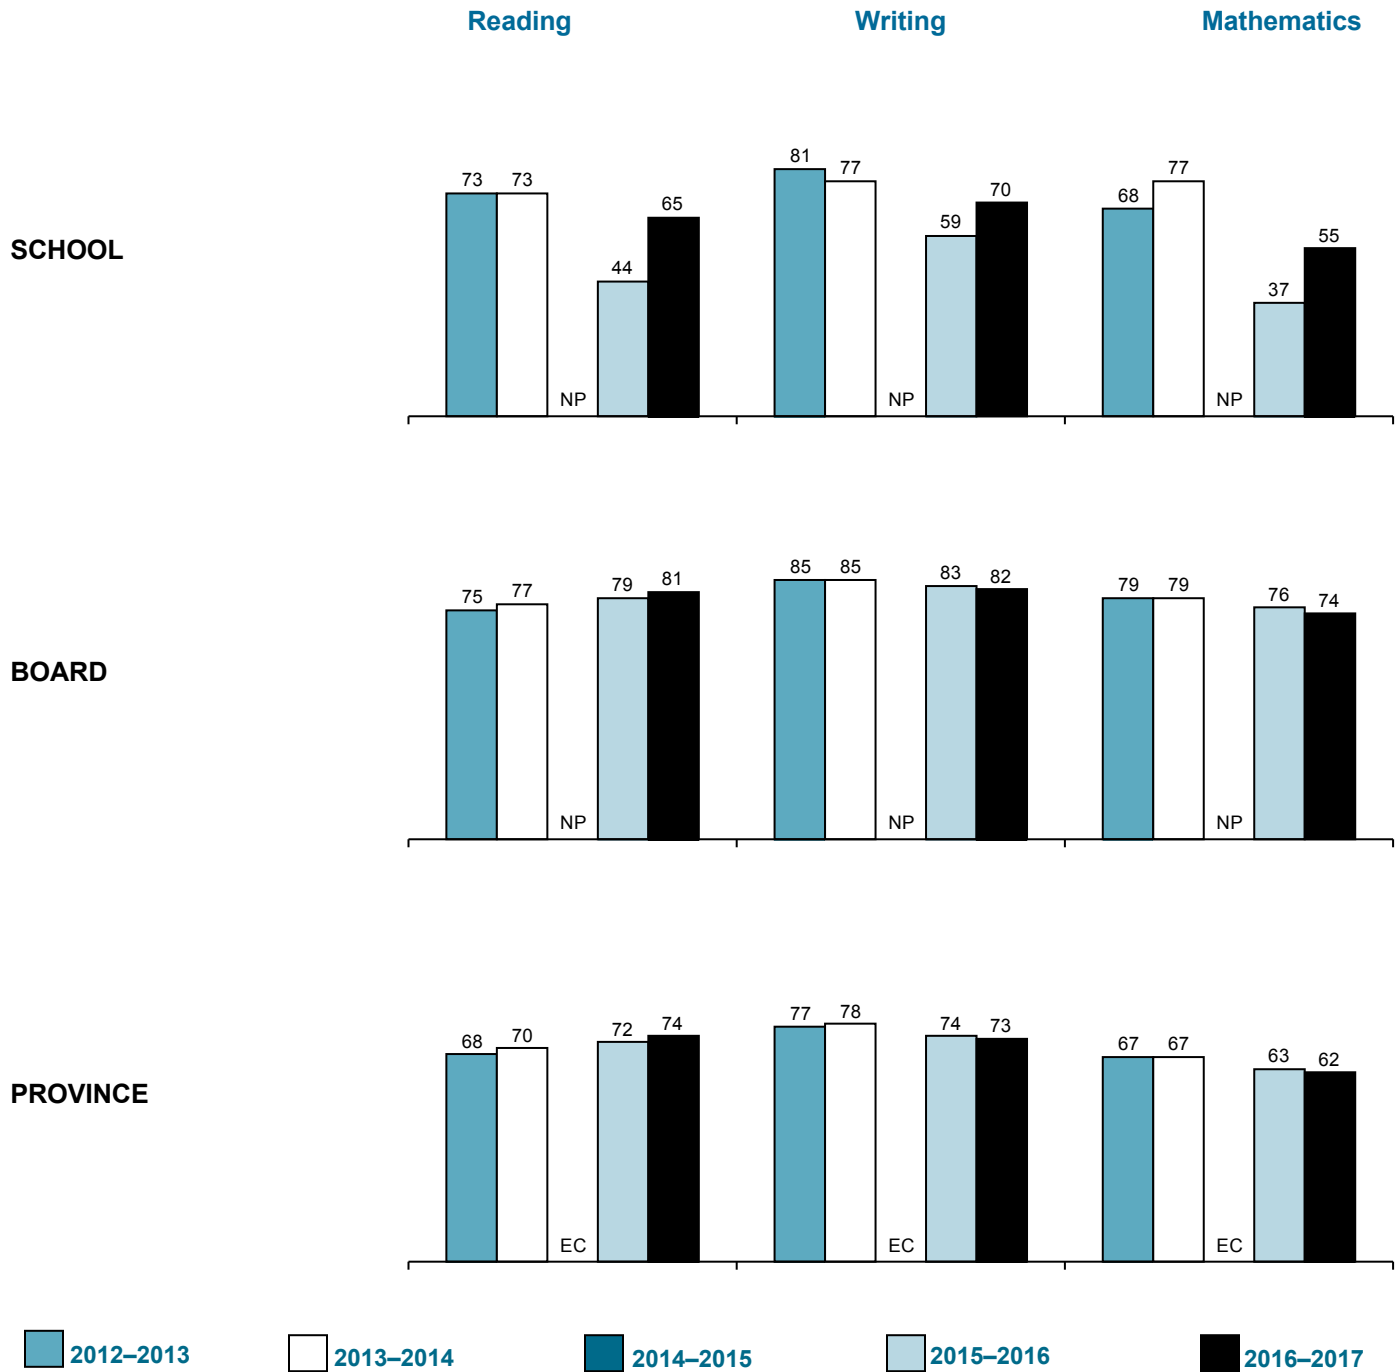 Reading Writing Mathematics
SCHOOL
73 73 NP 44 65 81 77 NP 59 70 68 77 NP 37 55
BOARD
75 77 NP 79 81 85 85 NP 83 82 79 79 NP 76 74
PROVINCE
68 70 EC 72 74 77 78 EC 74 73 67 67 EC 63 62
2012–2013 2013–2014 2014–2015 2015–2016 2016–2017